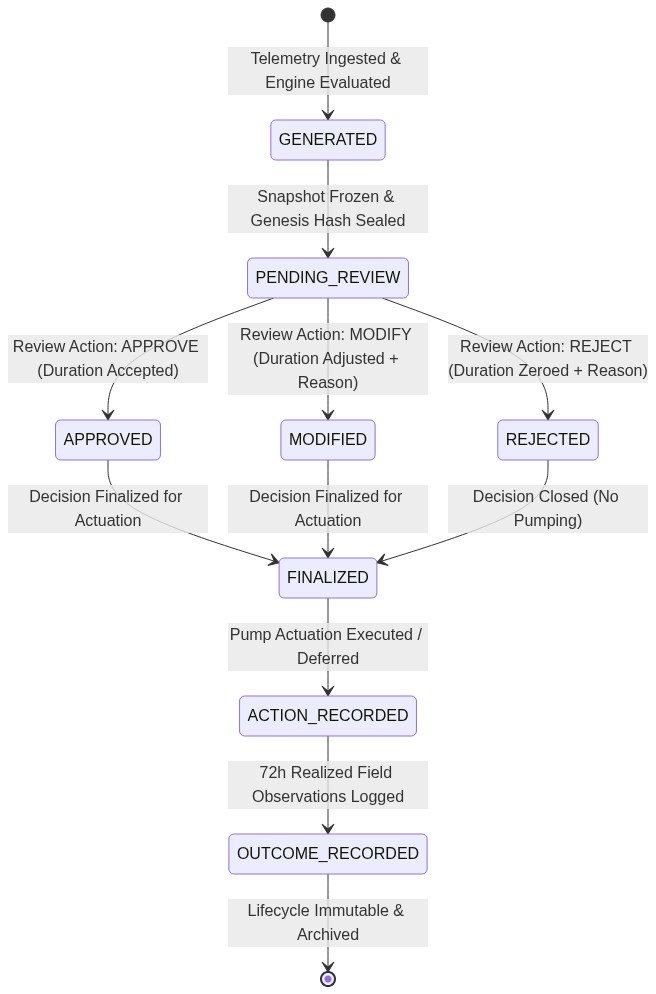 Telemetry Ingested &
Engine Evaluated
GENERATED
Snapshot Frozen &
Genesis Hash Sealed
PENDING_REVIEW
Review Action: APPROVE
(Duration Accepted)
Review Action: MODIFY
(Duration Adjusted +
Reason)
Review Action: REJECT
(Duration Zeroed + Reason)
APPROVED
MODIFIED
REJECTED
Decision Finalized for
Actuation
Decision Finalized for
Actuation
Decision Closed (No
Pumping)
FINALIZED
Pump Actuation Executed /
Deferred
ACTION_RECORDED
72h Realized Field
Observations Logged
OUTCOME_RECORDED
Lifecycle Immutable &
Archived